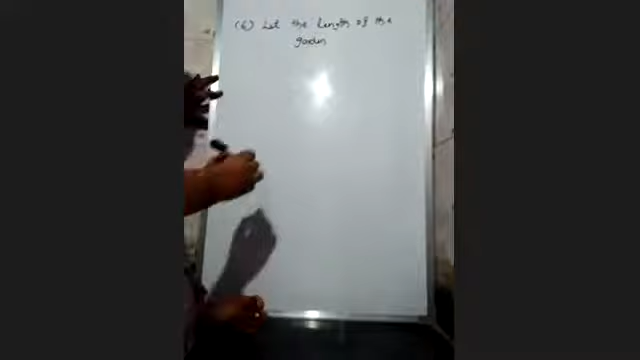 (6) Let the length of the
garden